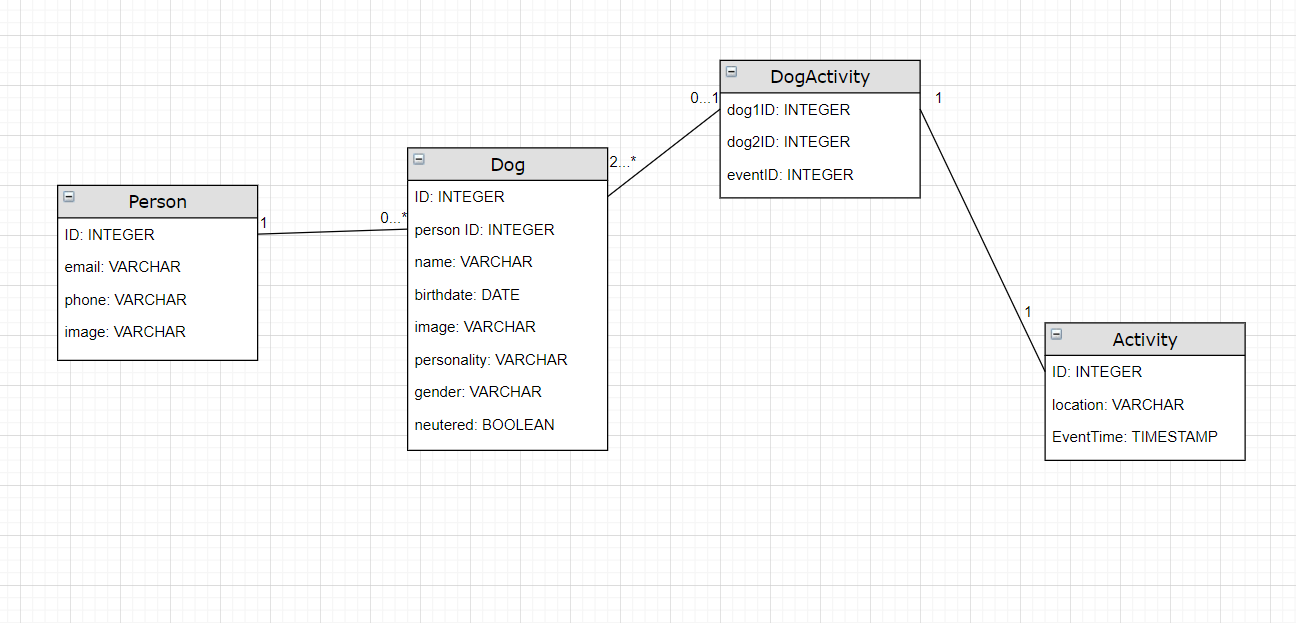 DogActivity
0...1
1
dog1ID: INTEGER
dog2ID: INTEGER
eventID: INTEGER
Dog
2...*
ID: INTEGER
person ID: INTEGER
name: VARCHAR
birthdate: DATE
image: VARCHAR
personality: VARCHAR
gender: VARCHAR
neutered: BOOLEAN
Person
1
0...*
ID: INTEGER
email: VARCHAR
phone: VARCHAR
image: VARCHAR
1
Activity
ID: INTEGER
location: VARCHAR
EventTime: TIMESTAMP